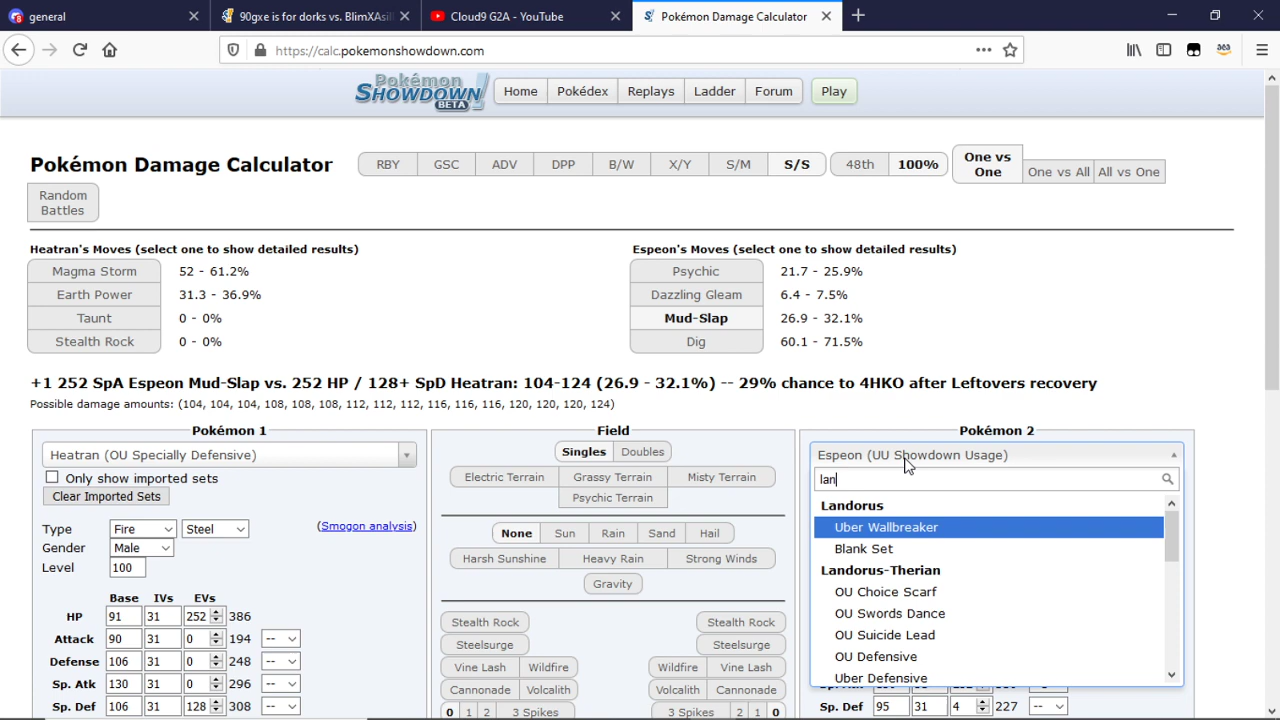 general
90gxe is for dorks vs. BlimXAsil
Cloud9 G2A - YouTube
Pokémon Damage Calculator
https://calc.pokemonshowdown.com
Pokémon
SHOWDOWN!
BETA
Home Pokédex Replays Ladder Forum Play
Pokémon Damage Calculator
RBY GSC ADV DPP B/W X/Y S/M S/S 48th 100% One vs One One vs All All vs One
Random Battles
Heatran's Moves (select one to show detailed results)
Magma Storm 52 - 61.2%
Earth Power 31.3 - 36.9%
Taunt 0 - 0%
Stealth Rock 0 - 0%
Espeon's Moves (select one to show detailed results)
Psychic 21.7 - 25.9%
Dazzling Gleam 6.4 - 7.5%
Mud-Slap 26.9 - 32.1%
Dig 60.1 - 71.5%
+1 252 SpA Espeon Mud-Slap vs. 252 HP / 128+ SpD Heatran: 104-124 (26.9 - 32.1%) -- 29% chance to 4HKO after Leftovers recovery
Possible damage amounts: (104, 104, 104, 108, 108, 108, 112, 112, 112, 116, 116, 116, 120, 120, 120, 124)
Pokémon 1
Heatran (OU Specially Defensive)
Only show imported sets
Clear Imported Sets
Type Fire Steel (Smogon analysis)
Gender Male
Level 100
Base IVs EVs
HP 91 31 252 386
Attack 90 31 0 194 --
Defense 106 31 0 248 --
Sp. Atk 130 31 0 296 --
Sp. Def 106 31 128 308 --
Field
Singles Doubles
Electric Terrain Grassy Terrain Misty Terrain
Psychic Terrain
None Sun Rain Sand Hail
Harsh Sunshine Heavy Rain Strong Winds
Gravity
Stealth Rock Stealth Rock
Steelsurge Steelsurge
Vine Lash Wildfire Wildfire Vine Lash
Cannonade Volcalith Volcalith Cannonade
0 1 2 3 Spikes 3 Spikes 2 1 0
Pokémon 2
Espeon (UU Showdown Usage)
lan
Landorus
Uber Wallbreaker
Blank Set
Landorus-Therian
OU Choice Scarf
OU Swords Dance
OU Suicide Lead
OU Defensive
Uber Defensive
Sp. Def 95 31 4 227 --